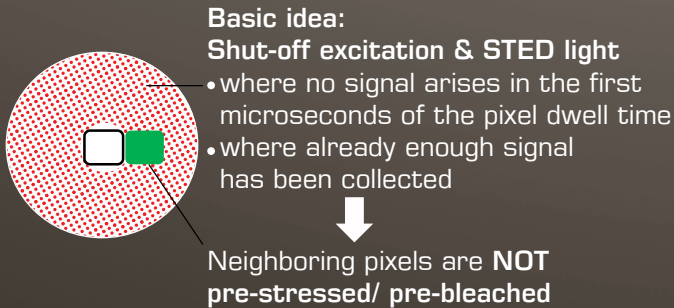 Basic idea:
Shut-off excitation & STED light
• where no signal arises in the first
microseconds of the pixel dwell time
• where already enough signal
has been collected
Neighboring pixels are NOT
pre-stressed/ pre-bleached